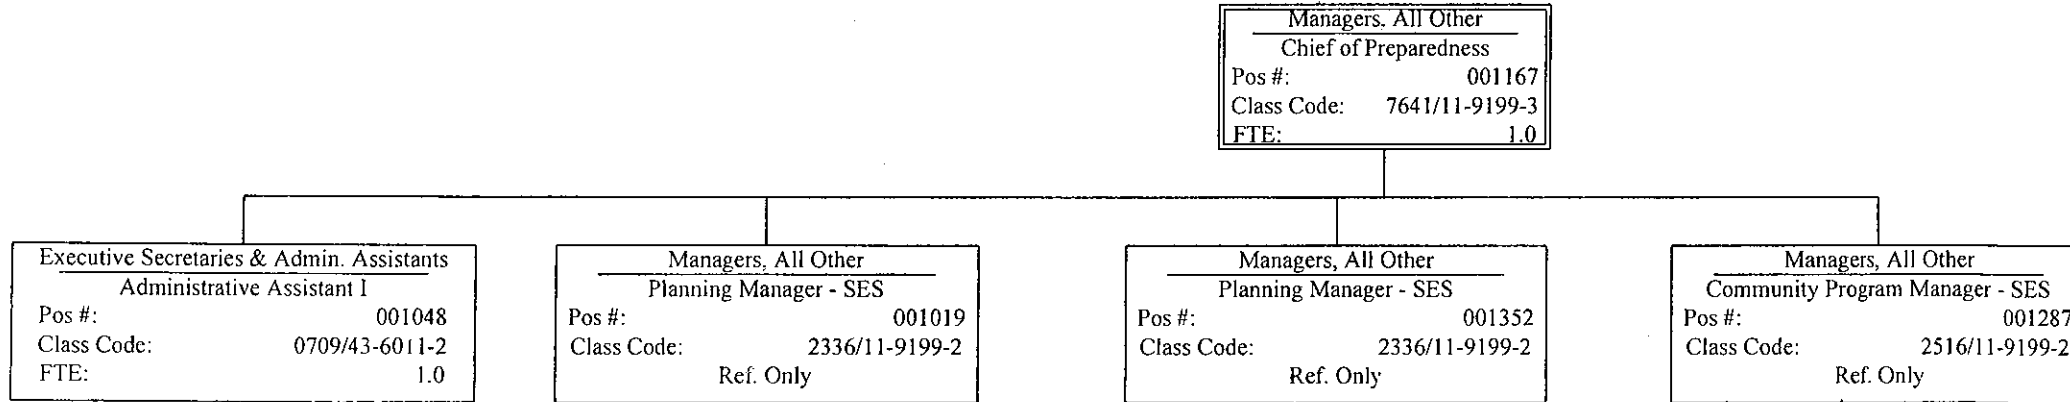 Managers, All Other
Chief of Preparedness
Pos #: 001167
Class Code: 7641/11-9199-3
FTE: 1.0
Executive Secretaries & Admin. Assistants
Administrative Assistant I
Pos #: 001048
Class Code: 0709/43-6011-2
FTE: 1.0
Managers, All Other
Planning Manager - SES
Pos #: 001019
Class Code: 2336/11-9199-2
Ref. Only
Managers, All Other
Planning Manager - SES
Pos #: 001352
Class Code: 2336/11-9199-2
Ref. Only
Managers, All Other
Community Program Manager - SES
Pos #: 001287
Class Code: 2516/11-9199-2
Ref. Only